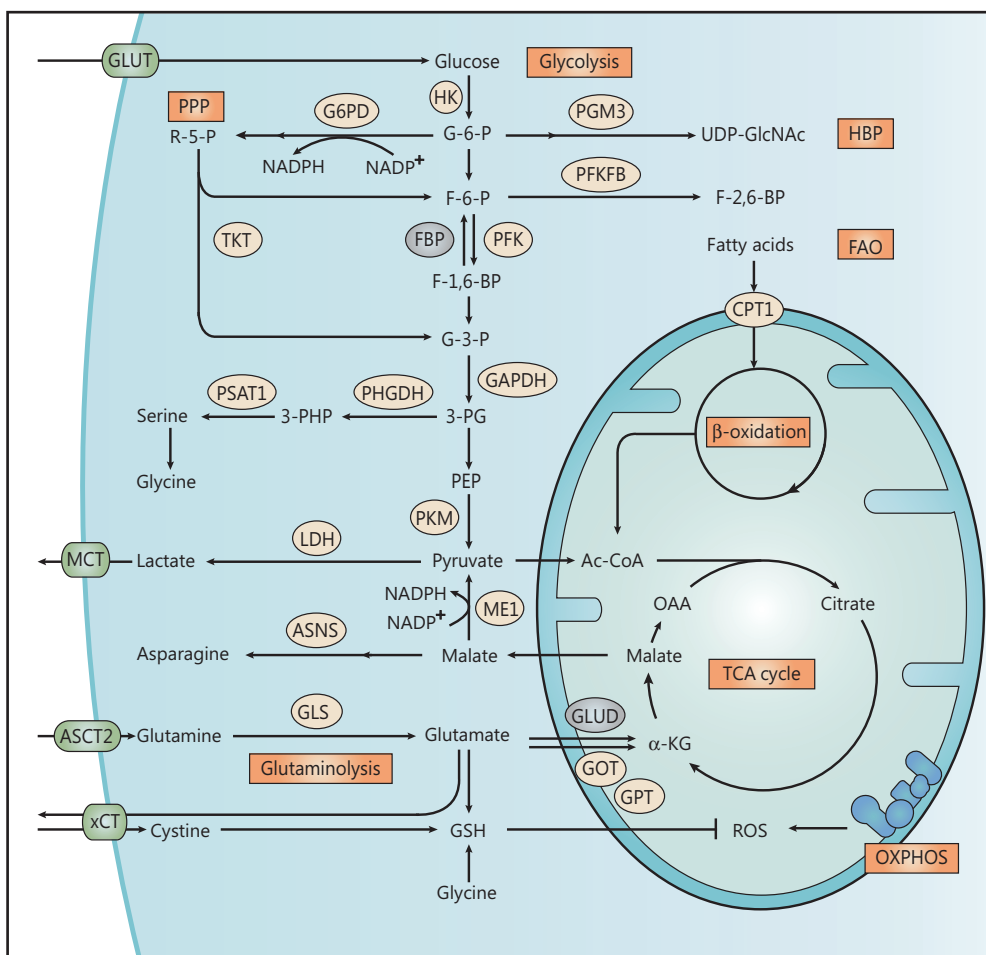 GLUT
Glucose
Glycolysis
HK
PPP
G6PD
PGM3
R-5-P
G-6-P
UDP-GlcNAc
HBP
NADPH
NADP+
PFKFB
F-6-P
F-2,6-BP
TKT
FBP
PFK
Fatty acids
FAO
F-1,6-BP
CPT1
G-3-P
GAPDH
PSAT1
PHGDH
Serine
3-PHP
3-PG
β-oxidation
Glycine
PEP
PKM
LDH
MCT
Lactate
Pyruvate
Ac-CoA
NADPH
NADP+
ME1
OAA
Citrate
ASNS
Asparagine
Malate
Malate
TCA cycle
GLS
GLUD
ASCT2
Glutamine
Glutamate
α-KG
Glutaminolysis
GOT
GPT
xCT
Cystine
GSH
ROS
OXPHOS
Glycine